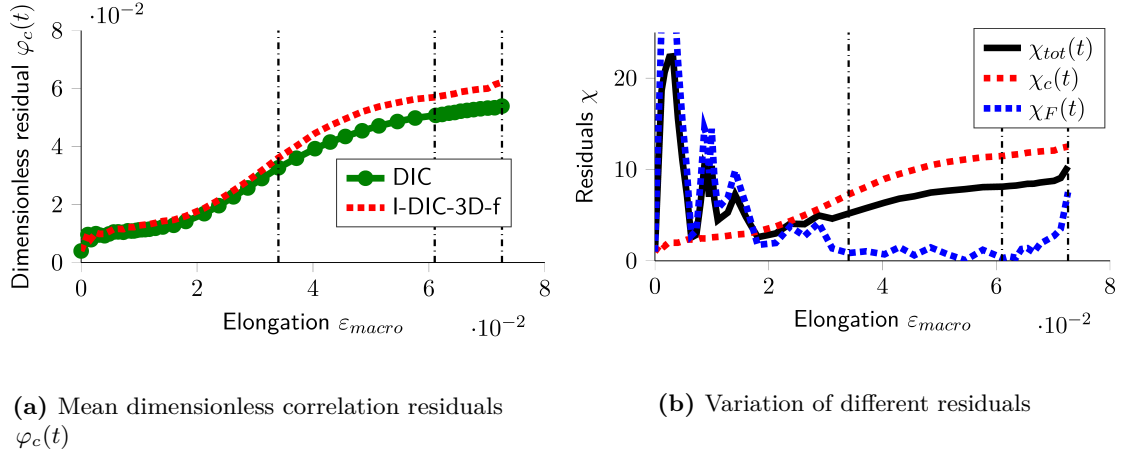 ·10⁻²
Dimensionless residual φc(t)
8
6
4
2
0
0
2
4
6
8
Elongation εmacro
·10⁻²
DIC
I-DIC-3D-f
Residuals χ
20
10
0
0
2
4
6
8
Elongation εmacro
·10⁻²
χtot(t)
χc(t)
χF(t)
(a) Mean dimensionless correlation residuals
φc(t)
(b) Variation of different residuals